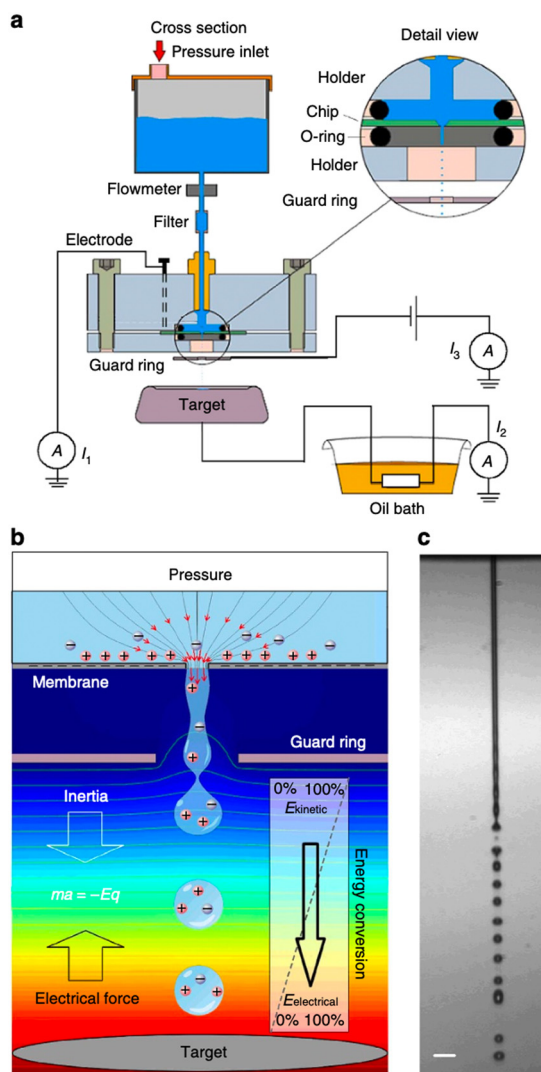 a
Cross section
Pressure inlet
Detail view
Holder
Chip
O-ring
Holder
Guard ring
Flowmeter
Filter
Electrode
Guard ring
Target
A I1
I3 A
I2
A
Oil bath
b
c
Pressure
Membrane
Guard ring
Inertia
ma = –Eq
Electrical force
0% 100%
Ekinetic
Energy conversion
Eelectrical
0% 100%
Target